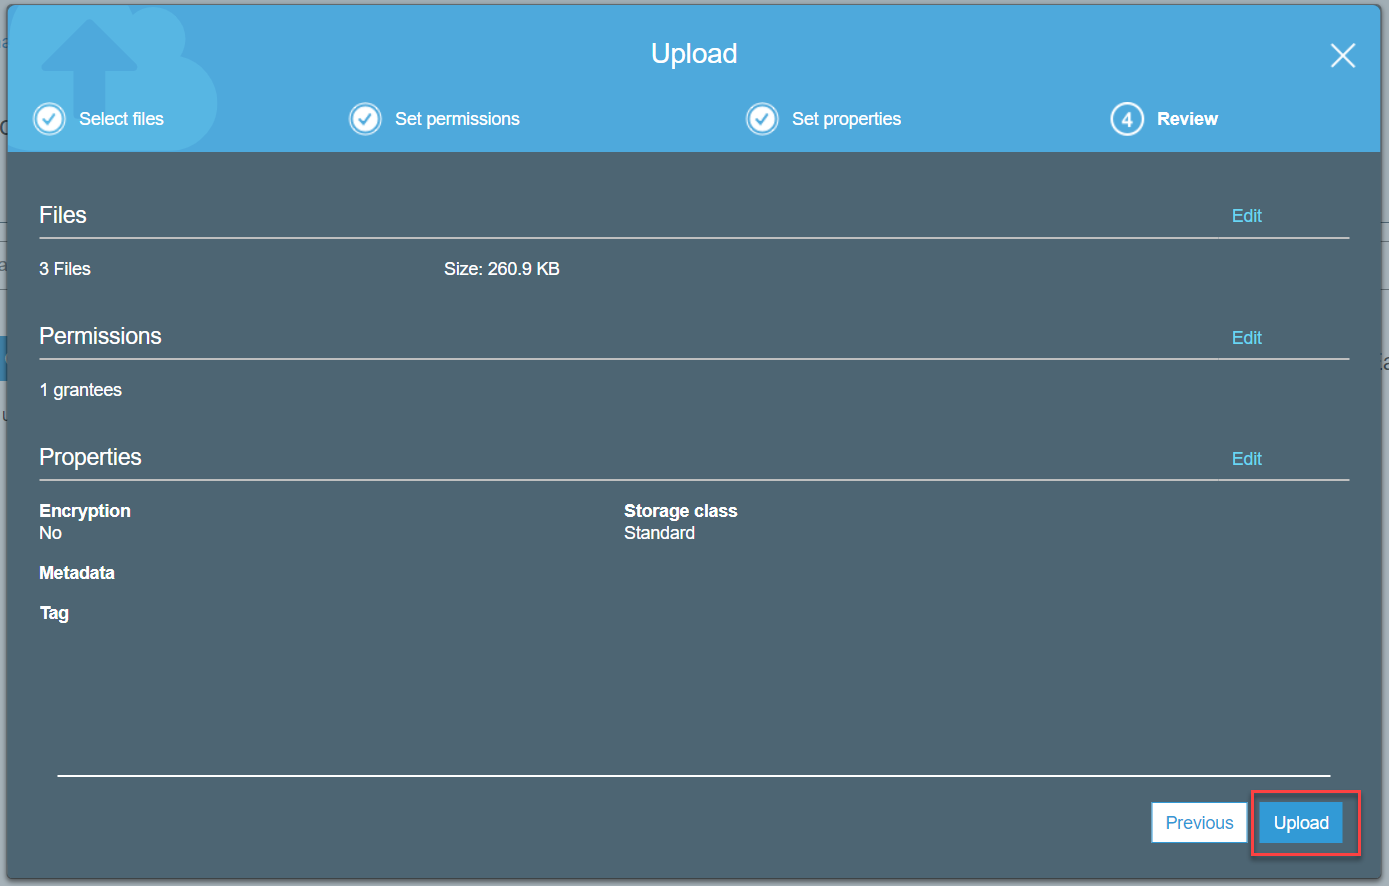 Upload
Select files
Set permissions
Set properties
4 Review
Files Edit
3 Files Size: 260.9 KB
Permissions Edit
1 grantees
Properties Edit
Encryption Storage class
No Standard
Metadata
Tag
Previous Upload